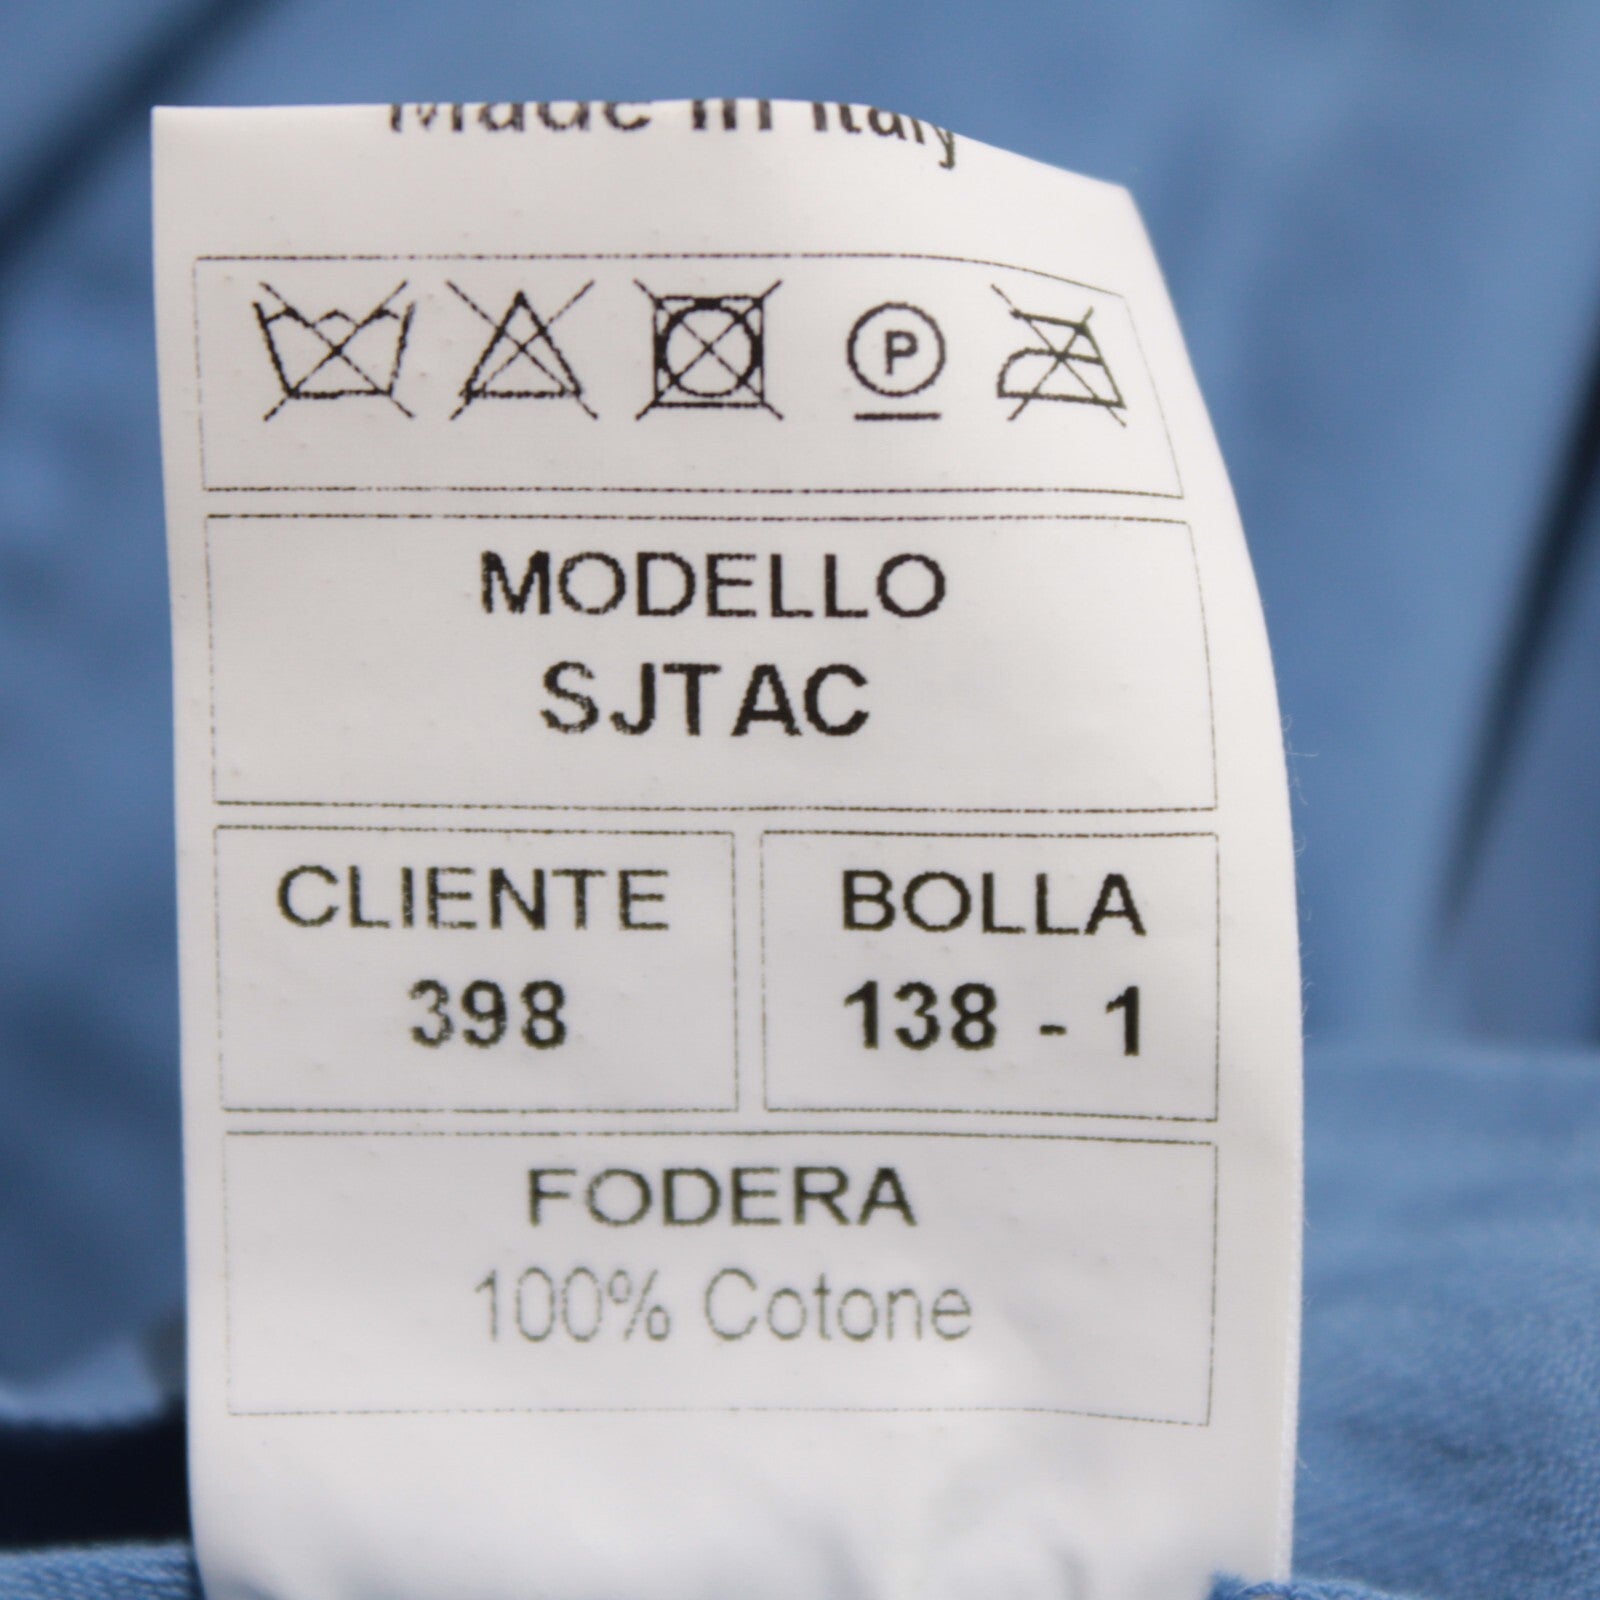 Made in Italy
P
MODELLO
SJTAC
CLIENTE
398
BOLLA
138 - 1
FODERA
100% Cotone